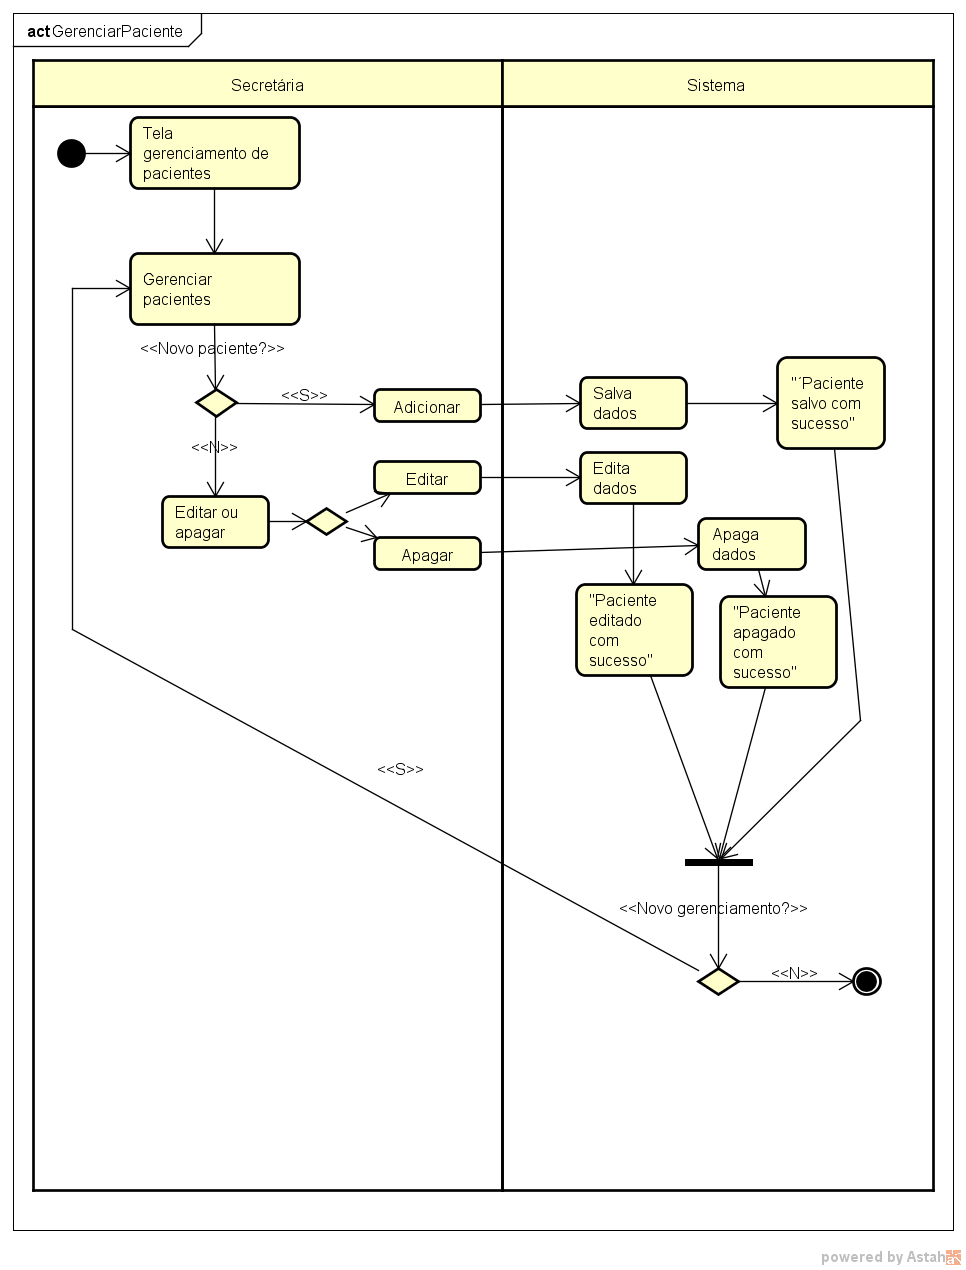 act GerenciarPaciente
Secretária
Sistema
Tela
gerenciamento de
pacientes
Gerenciar
pacientes
<<Novo paciente?>>
<<S>>
Adicionar
Salva
dados
"´Paciente
salvo com
sucesso"
<<N>>
Editar
Edita
dados
Editar ou
apagar
Apagar
Apaga
dados
"Paciente
editado
com
sucesso"
"Paciente
apagado
com
sucesso"
<<S>>
<<Novo gerenciamento?>>
<<N>>
powered by Astah